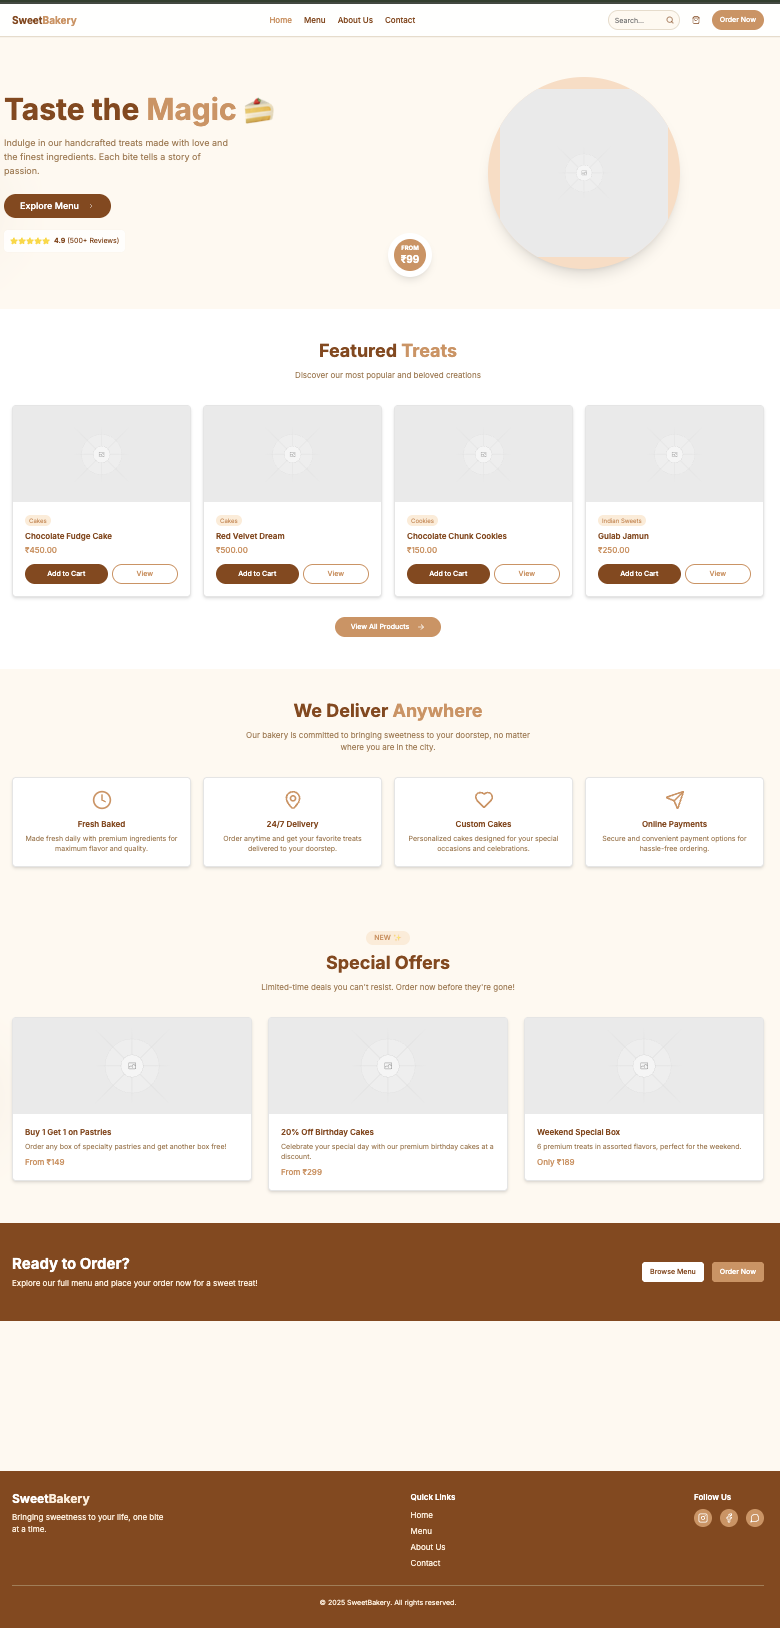 SweetBakery
Home Menu About Us Contact
Search...
Order Now
Taste the Magic 🍰
Indulge in our handcrafted treats made with love and
the finest ingredients. Each bite tells a story of
passion.
Explore Menu
4.9 (500+ Reviews)
FROM
₹99
Featured Treats
Discover our most popular and beloved creations
Cakes
Chocolate Fudge Cake
₹450.00
Add to Cart View
Cakes
Red Velvet Dream
₹500.00
Add to Cart View
Cookies
Chocolate Chunk Cookies
₹150.00
Add to Cart View
Indian Sweets
Gulab Jamun
₹250.00
Add to Cart View
View All Products →
We Deliver Anywhere
Our bakery is committed to bringing sweetness to your doorstep, no matter
where you are in the city.
Fresh Baked
Made fresh daily with premium ingredients for
maximum flavor and quality.
24/7 Delivery
Order anytime and get your favorite treats
delivered to your doorstep.
Custom Cakes
Personalized cakes designed for your special
occasions and celebrations.
Online Payments
Secure and convenient payment options for
hassle-free ordering.
NEW ✨
Special Offers
Limited-time deals you can't resist. Order now before they're gone!
Buy 1 Get 1 on Pastries
Order any box of specialty pastries and get another box free!
From ₹149
20% Off Birthday Cakes
Celebrate your special day with our premium birthday cakes at a
discount.
From ₹299
Weekend Special Box
6 premium treats in assorted flavors, perfect for the weekend.
Only ₹189
Ready to Order?
Explore our full menu and place your order now for a sweet treat!
Browse Menu
Order Now
SweetBakery
Bringing sweetness to your life, one bite
at a time.
Quick Links
Home
Menu
About Us
Contact
Follow Us
© 2025 SweetBakery. All rights reserved.